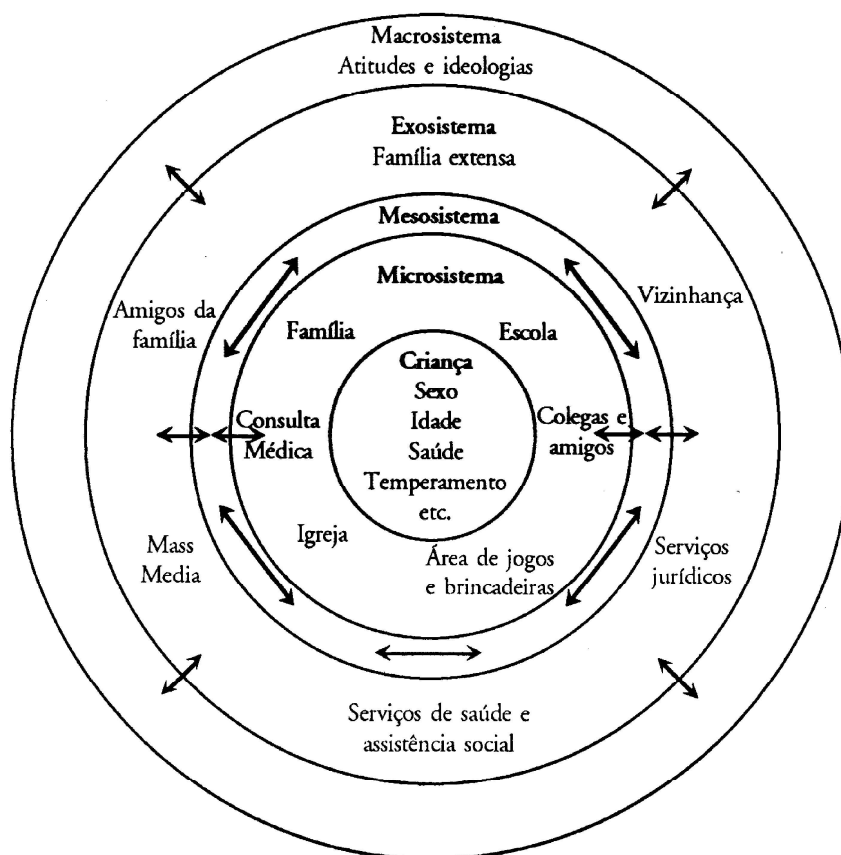 Macrosistema
Atitudes e ideologias
Exosistema
Família extensa
Mesosistema
Microsistema
Amigos da
família
Vizinhança
Família
Escola
Criança
Sexo
Idade
Saúde
Temperamento
etc.
Consulta
Médica
Colegas e
amigos
Igreja
Área de jogos
e brincadeiras
Mass
Media
Serviços
jurídicos
Serviços de saúde e
assistência social